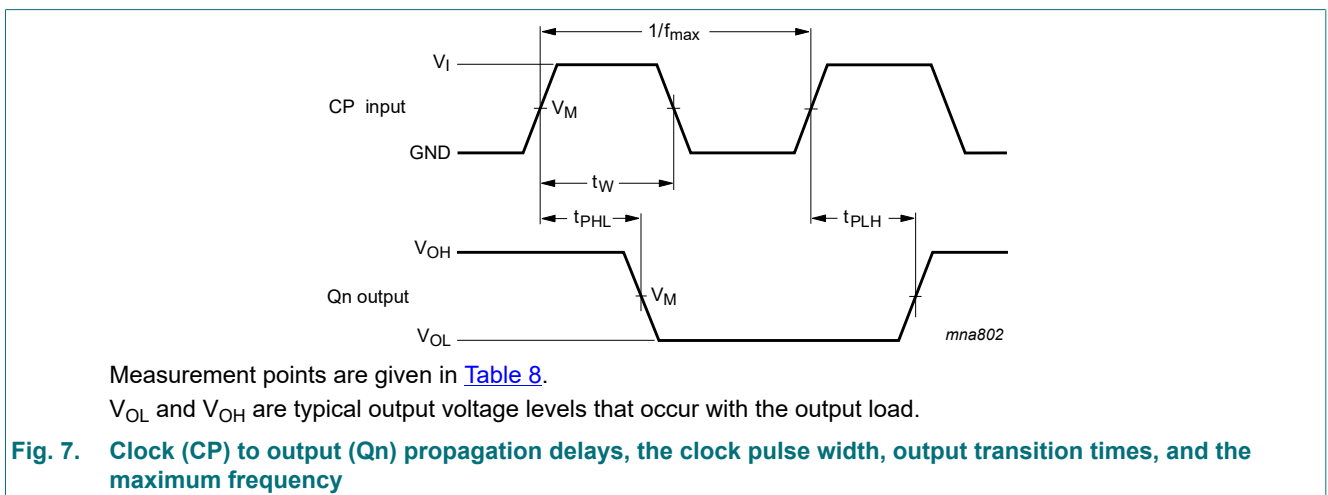 1/fmax
VI
CP input
VM
GND
tW
tPHL
tPLH
VOH
Qn output
VM
VOL
mna802
Measurement points are given in Table 8.
VOL and VOH are typical output voltage levels that occur with the output load.
Fig. 7. Clock (CP) to output (Qn) propagation delays, the clock pulse width, output transition times, and the
maximum frequency